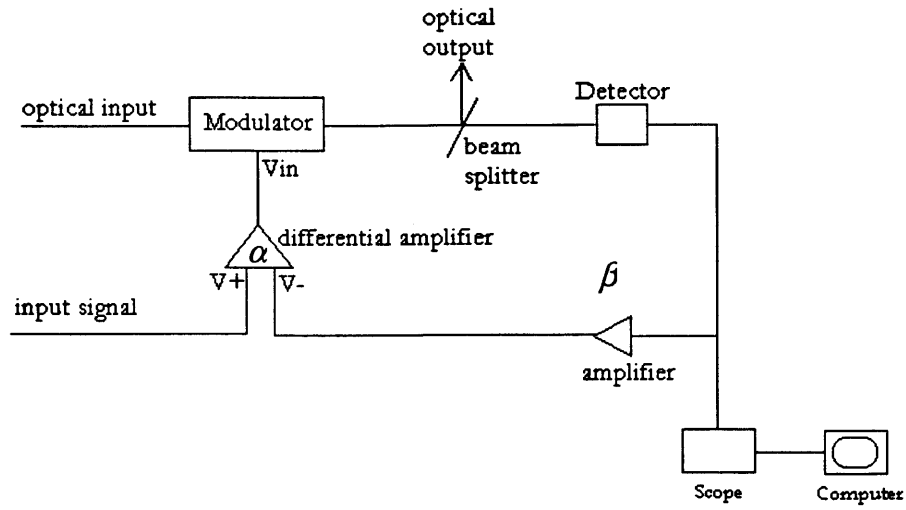 optical
output
optical input
Modulator
Detector
beam
splitter
Vin
α
differential amplifier
V+
V-
β
input signal
amplifier
Scope
Computer